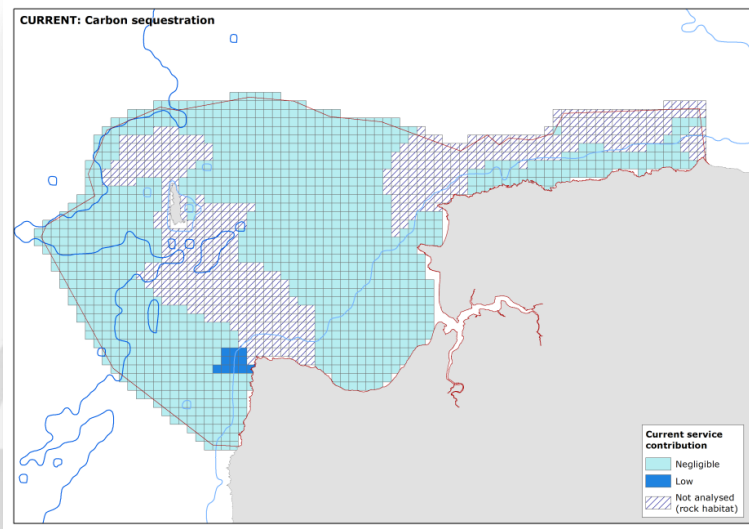 CURRENT: Carbon sequestration
Current service
contribution
Negligible
Low
Not analysed
(rock habitat)